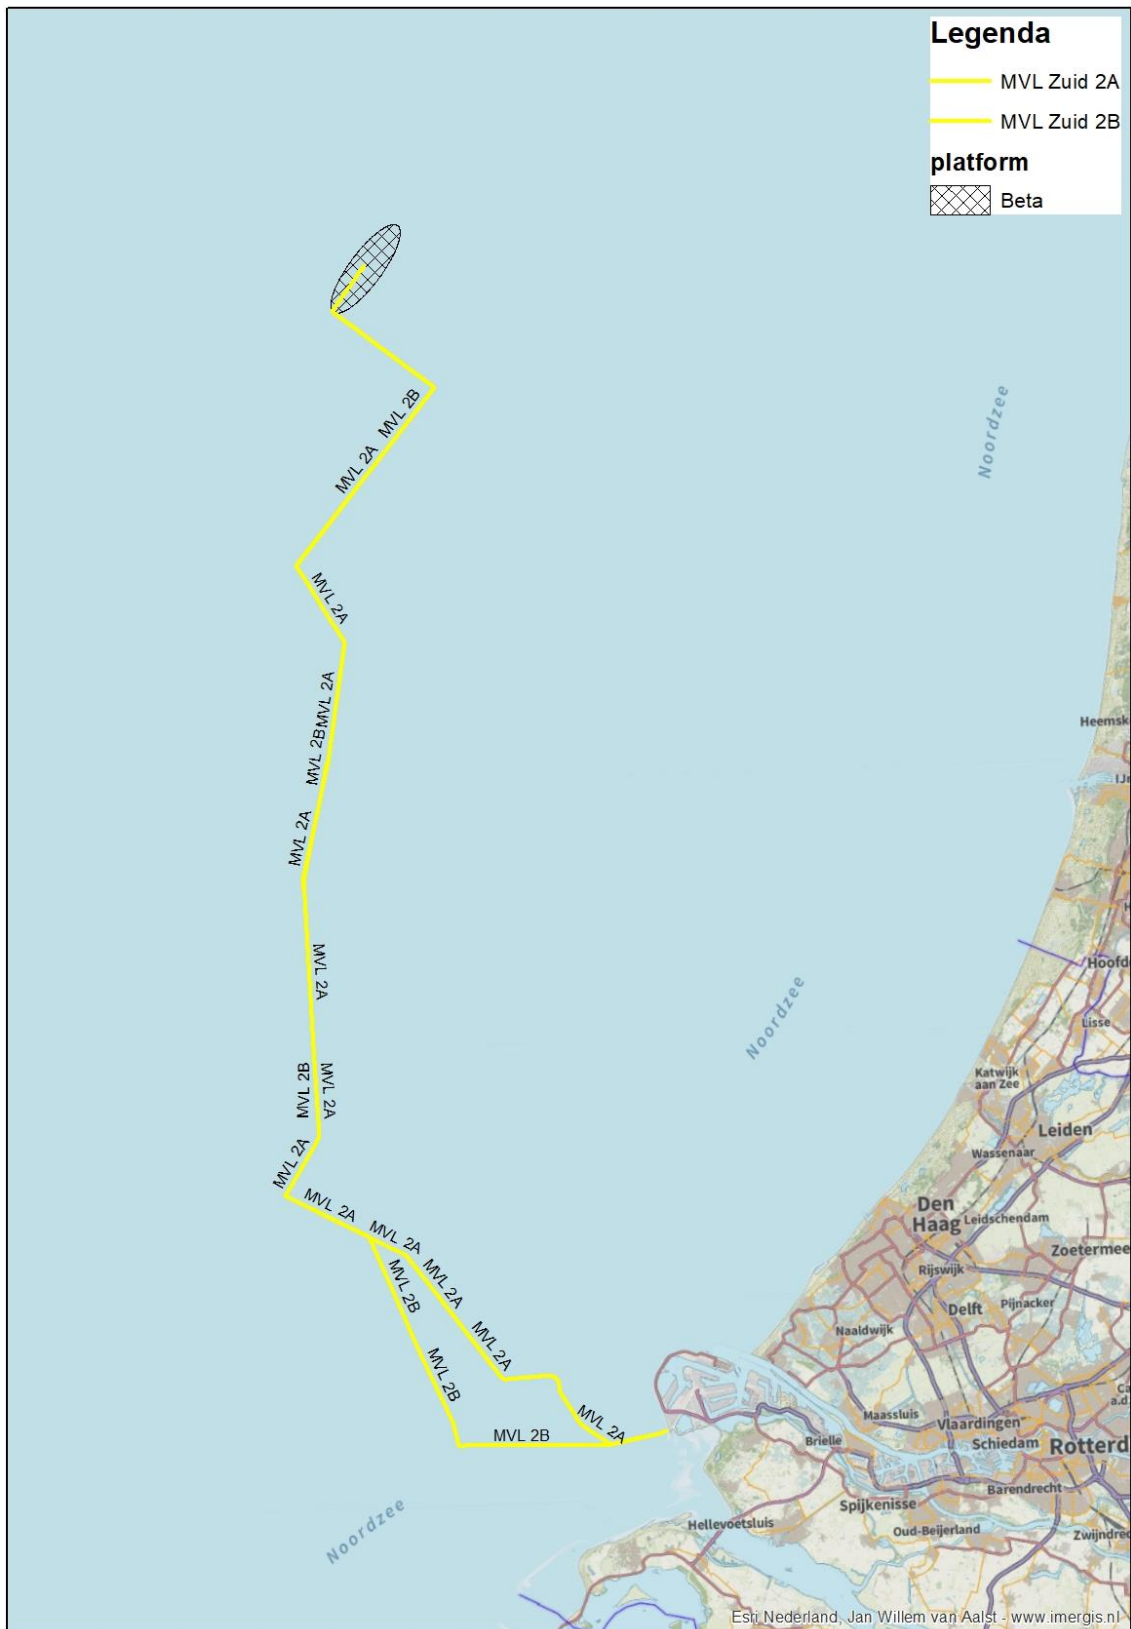 Legenda
MVL Zuid 2A
MVL Zuid 2B
platform
Beta
MVL 2B
MVL 2A
Noordzee
MVL 2A
MVL 2A
MVL 2B
Heemsk
IJ
MVL 2A
MVL 2A
Hoofd
H
Noordzee
Lisse
MVL 2B
MVL 2A
Katwijk
aan Zee
Leiden
MVL 2A
Wassenaar
MVL 2A
Den
Haag
Leidschendam
MVL 2A
Zoetermee
MVL 2B
MVL 2A
Rijswijk
Delft
Pijnacker
Naaldwijk
MVL 2A
MVL 2B
Ca
a.d.
Maassluis
Vlaardingen
MVL 2A
MVL 2B
Brielle
Schiedam
Rotterd
Barendrecht
Spijkenisse
Noordzee
Hellevoetsluis
Oud-Beijerland
Zwijndrec
Esri Nederland, Jan Willem van Aalst - www.imergis.nl